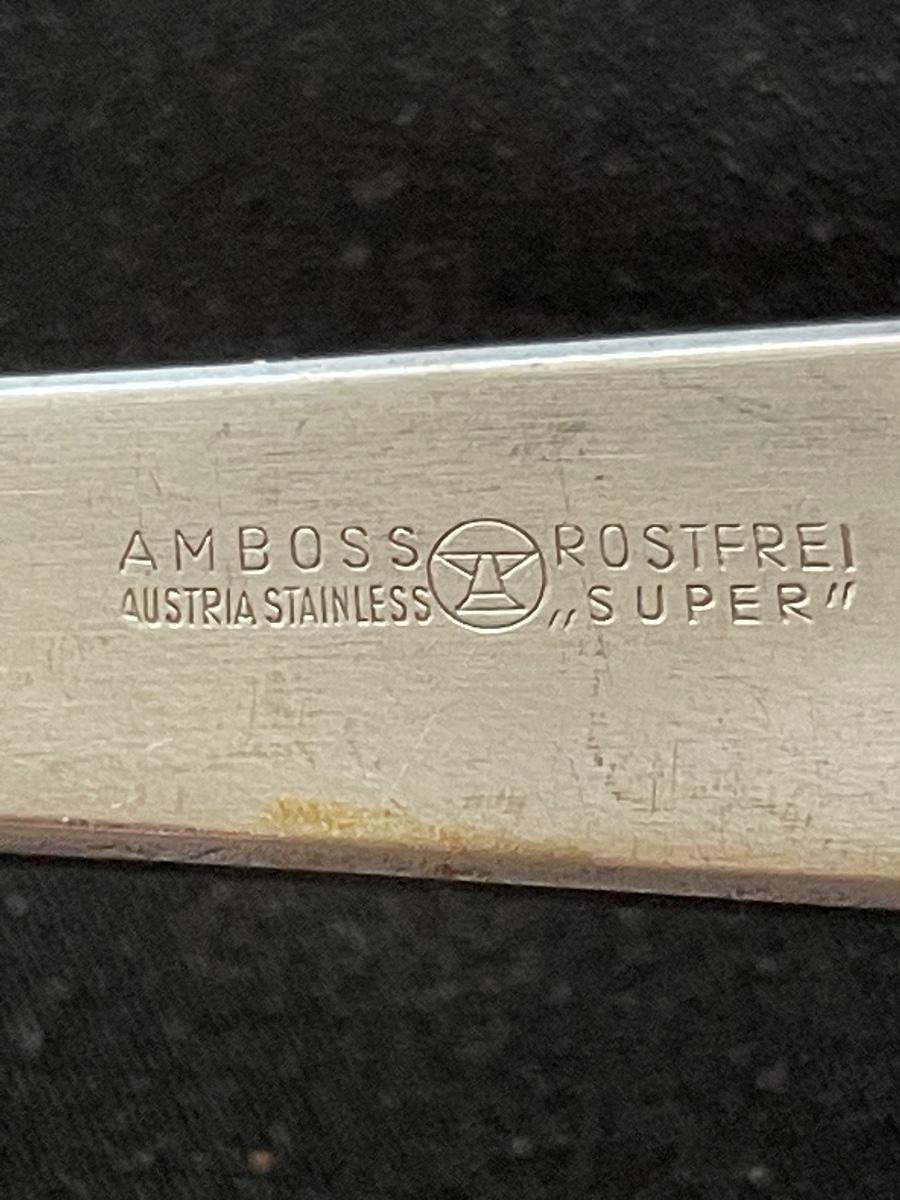 AMBOSS ROSTFREI
AUSTRIA STAINLESS „SUPER”